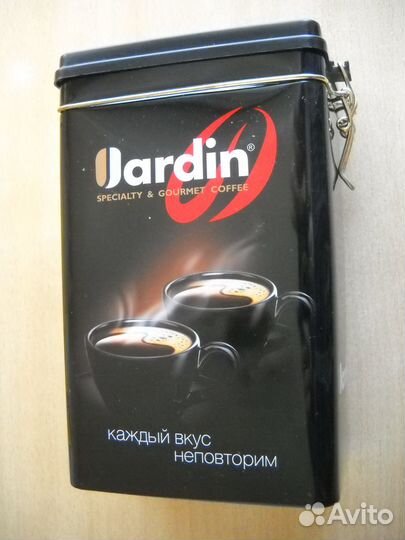 Jardin®
SPECIALTY & GOURMET COFFEE
каждый вкус
неповторим
Avito